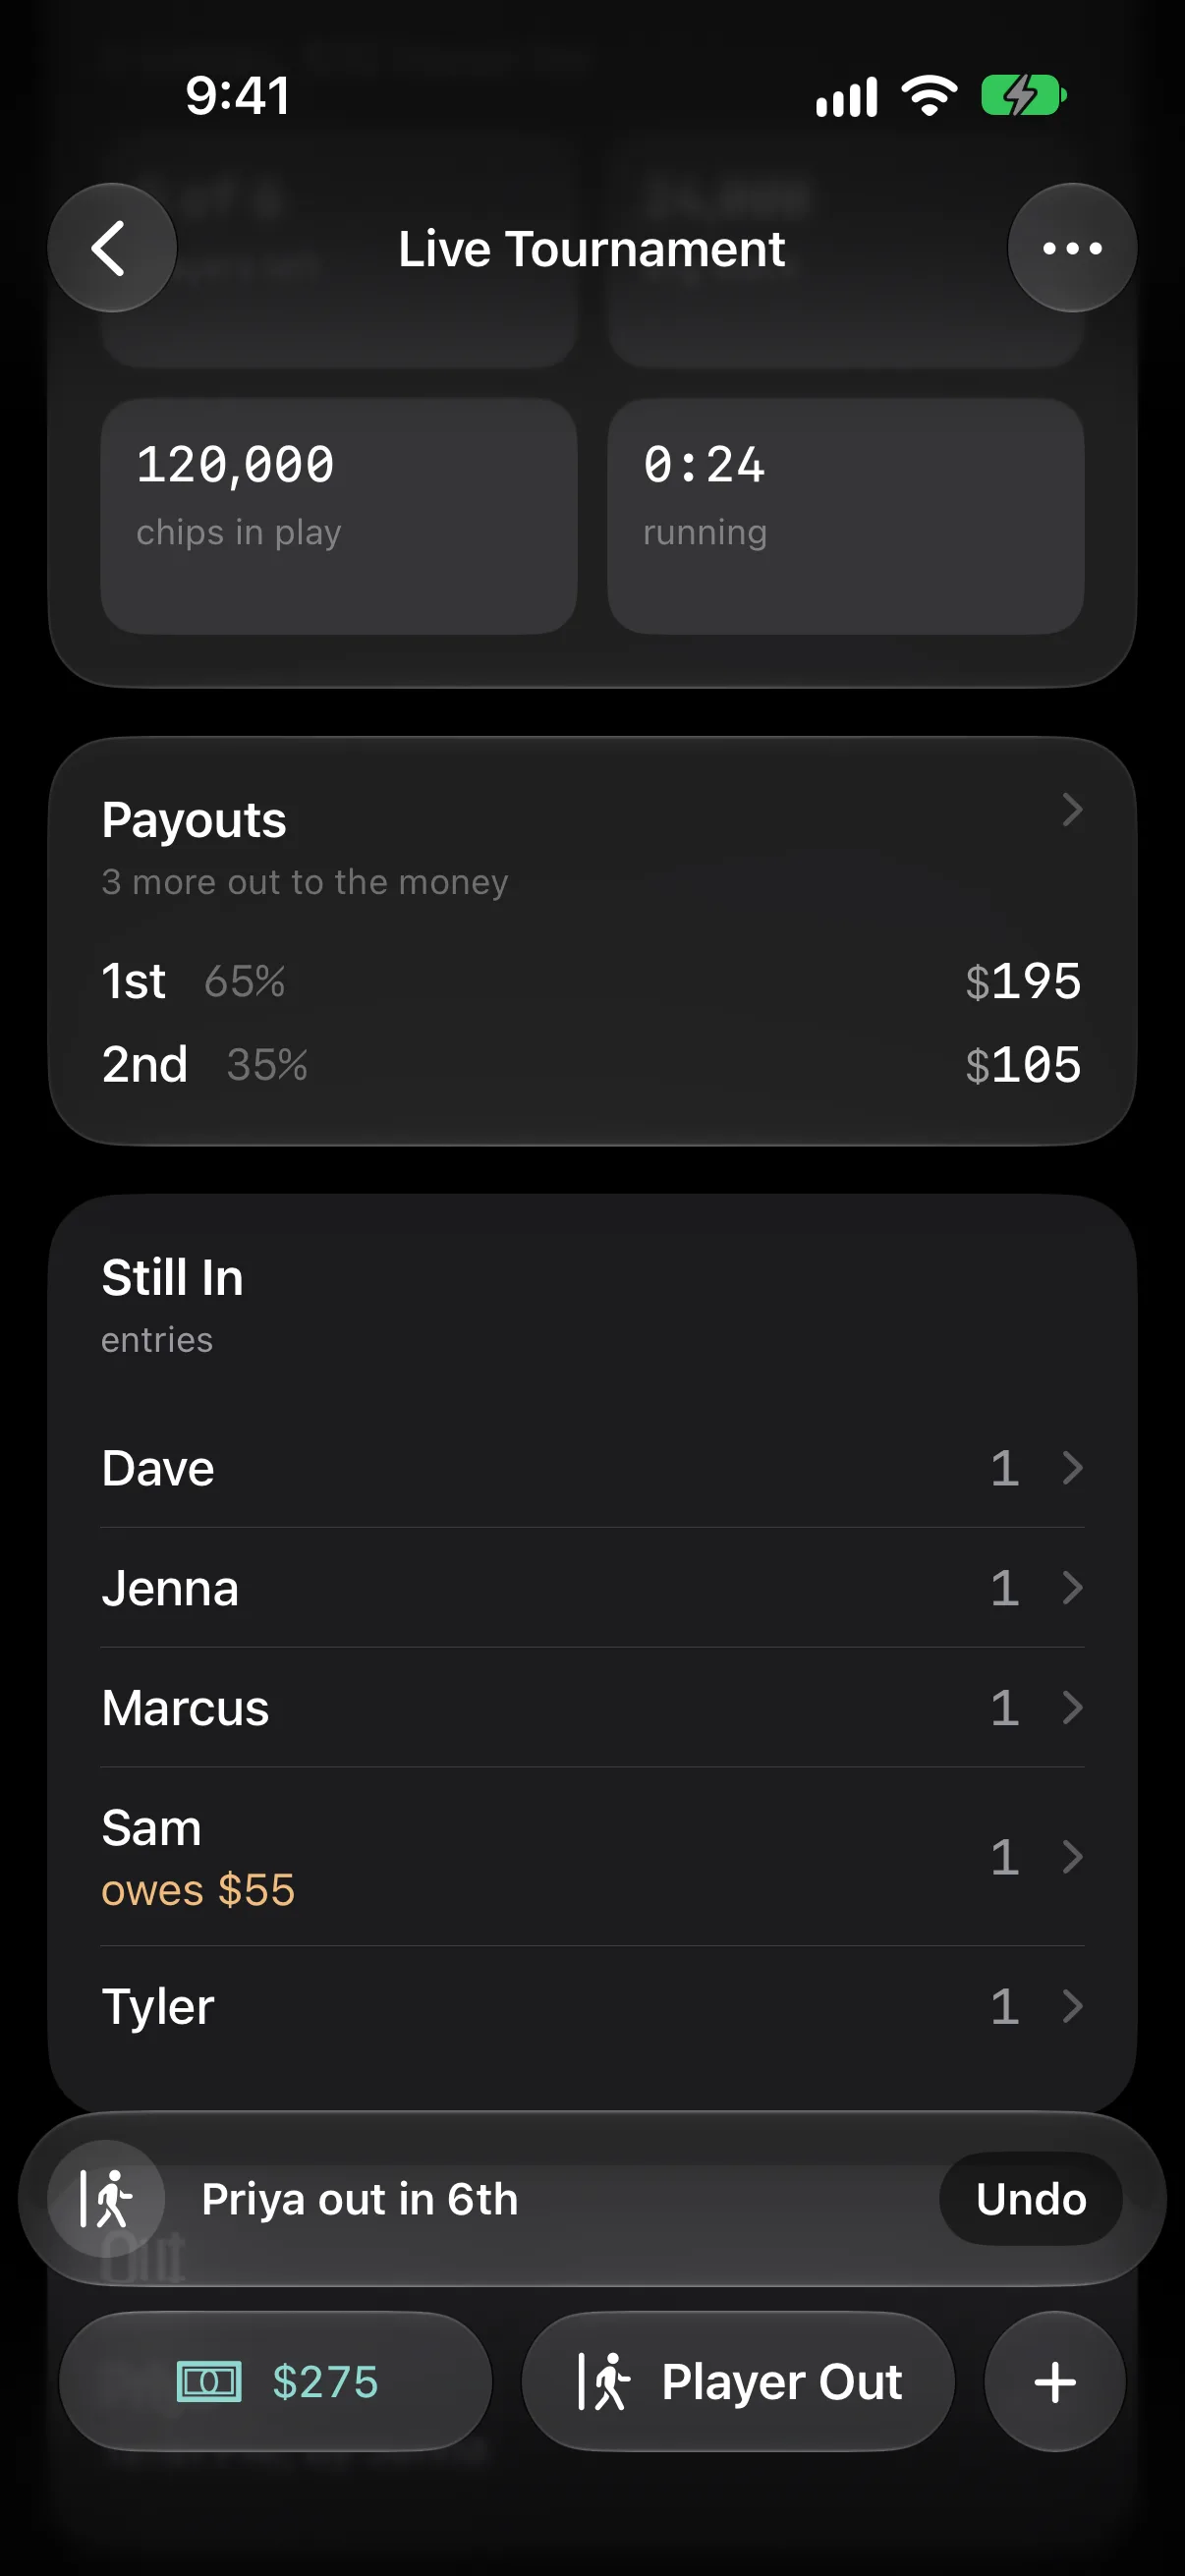 9:41
Live Tournament
120,000
chips in play
0:24
running
Payouts
3 more out to the money
1st 65% $195
2nd 35% $105
Still In
entries
Dave 1
Jenna 1
Marcus 1
Sam 1
owes $55
Tyler 1
Priya out in 6th Undo
Out
$275 Player Out